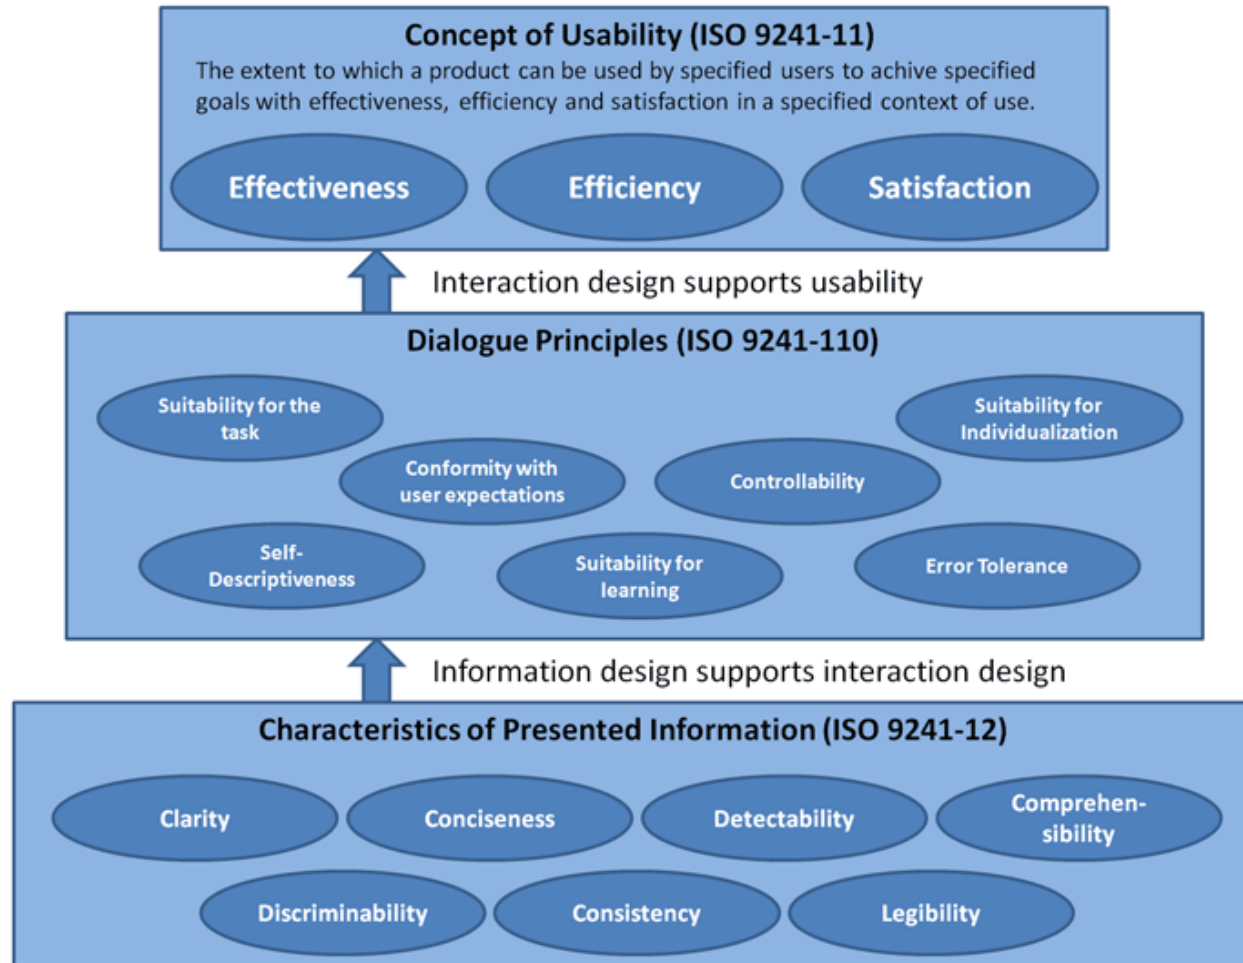 Concept of Usability (ISO 9241-11)
The extent to which a product can be used by specified users to achive specified
goals with effectiveness, efficiency and satisfaction in a specified context of use.
Effectiveness
Efficiency
Satisfaction
Interaction design supports usability
Dialogue Principles (ISO 9241-110)
Suitability for the
task
Suitability for
Individualization
Conformity with
user expectations
Controllability
Self-
Descriptiveness
Suitability for
learning
Error Tolerance
Information design supports interaction design
Characteristics of Presented Information (ISO 9241-12)
Clarity
Conciseness
Detectability
Comprehen-
sibility
Discriminability
Consistency
Legibility